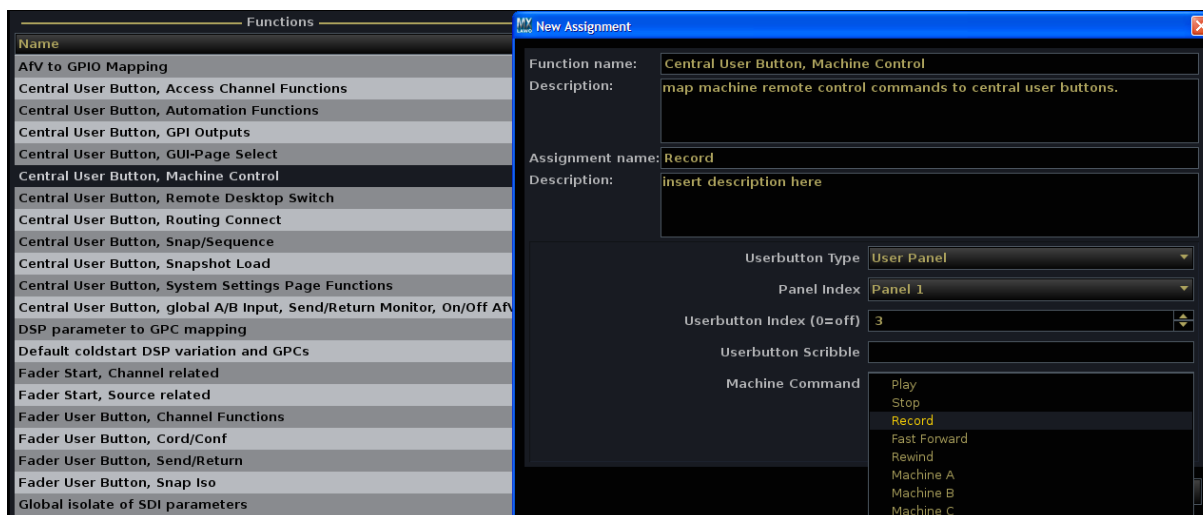 Functions
Name
AfV to GPIO Mapping
Central User Button, Access Channel Functions
Central User Button, Automation Functions
Central User Button, GPI Outputs
Central User Button, GUI-Page Select
Central User Button, Machine Control
Central User Button, Remote Desktop Switch
Central User Button, Routing Connect
Central User Button, Snap/Sequence
Central User Button, Snapshot Load
Central User Button, System Settings Page Functions
Central User Button, global A/B Input, Send/Return Monitor, On/Off AfV
DSP parameter to GPC mapping
Default coldstart DSP variation and GPCs
Fader Start, Channel related
Fader Start, Source related
Fader User Button, Channel Functions
Fader User Button, Cord/Conf
Fader User Button, Send/Return
Fader User Button, Snap Iso
Global isolate of SDI parameters
MY
New Assignment
Function name: Central User Button, Machine Control
Description: map machine remote control commands to central user buttons.
Assignment name: Record
Description: insert description here
Userbutton Type User Panel
Panel Index Panel 1
Userbutton Index (0=off) 3
Userbutton Scribble
Machine Command
Play
Stop
Record
Fast Forward
Rewind
Machine A
Machine B
Machine C